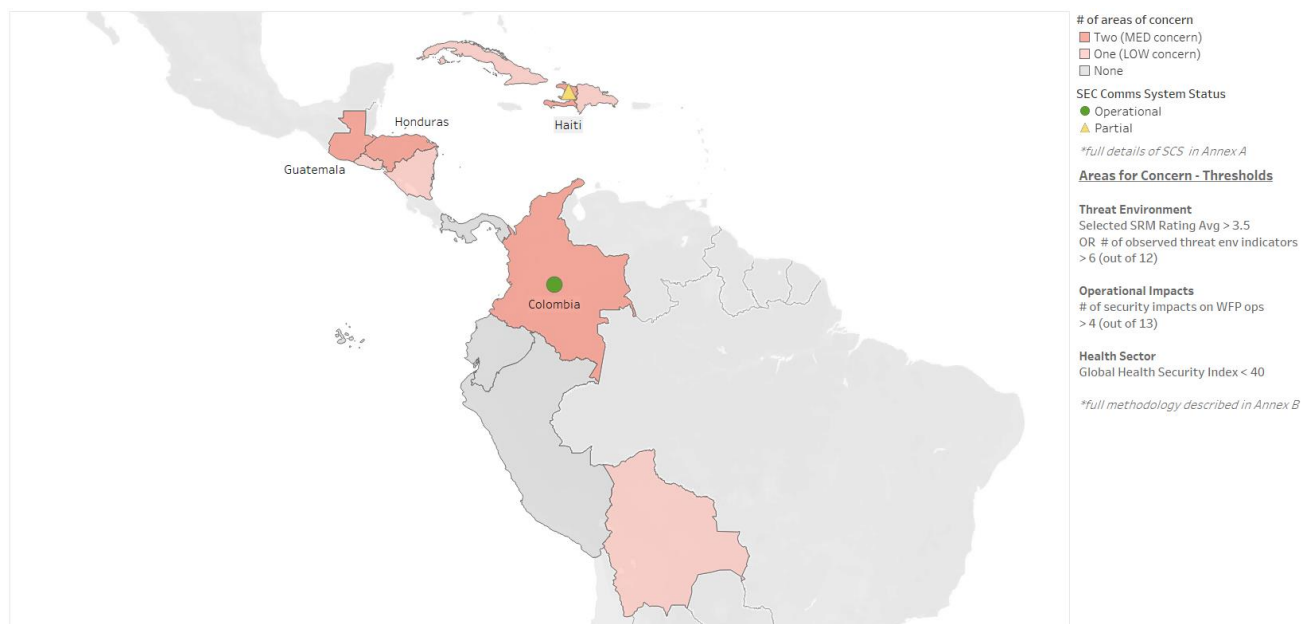 Honduras
Haiti
Guatemala
Colombia
# of areas of concern
Two (MED concern)
One (LOW concern)
None
SEC Comms System Status
Operational
Partial
*full details of SCS in Annex A
Areas for Concern - Thresholds
Threat Environment
Selected SRM Rating Avg > 3.5
OR # of observed threat env indicators
> 6 (out of 12)
Operational Impacts
# of security impacts on WFP ops
> 4 (out of 13)
Health Sector
Global Health Security Index < 40
*full methodology described in Annex B